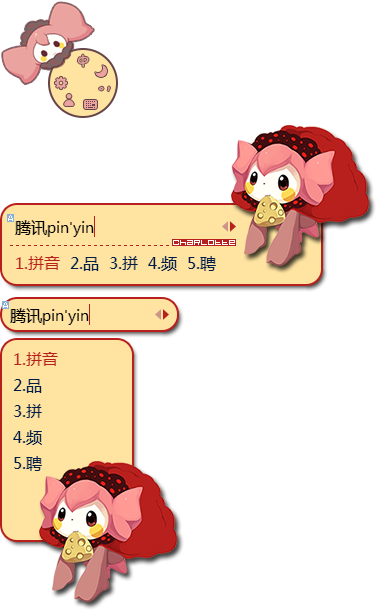 腾讯pin'yin
CHARLOTTE
1.拼音 2.品 3.拼 4.频 5.聘
腾讯pin'yin
1.拼音
2.品
3.拼
4.频
5.聘